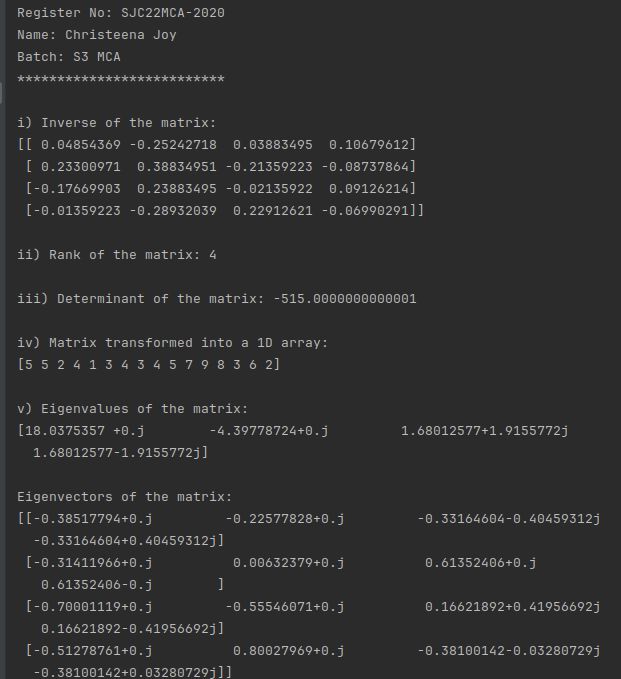 Register No: SJC22MCA-2020
Name: Christeena Joy
Batch: S3 MCA
**************************
i) Inverse of the matrix:
[[ 0.04854369 -0.25242718  0.03883495  0.10679612]
 [ 0.23300971  0.38834951 -0.21359223 -0.08737864]
 [-0.17669903  0.23883495 -0.02135922  0.09126214]
 [-0.01359223 -0.28932039  0.22912621 -0.06990291]]
ii) Rank of the matrix: 4
iii) Determinant of the matrix: -515.0000000000001
iv) Matrix transformed into a 1D array:
[5 5 2 4 1 3 4 3 4 5 7 9 8 3 6 2]
v) Eigenvalues of the matrix:
[18.0375357 +0.j        -4.39778724+0.j         1.68012577+1.9155772j
  1.68012577-1.9155772j]
Eigenvectors of the matrix:
[[-0.38517794+0.j         -0.22577828+0.j         -0.33164604-0.40459312j
  -0.33164604+0.40459312j]
 [-0.31411966+0.j          0.00632379+0.j          0.61352406+0.j
   0.61352406-0.j        ]
 [-0.70001119+0.j         -0.55546071+0.j          0.16621892+0.41956692j
   0.16621892-0.41956692j]
 [-0.51278761+0.j          0.80027969+0.j         -0.38100142-0.03280729j
  -0.38100142+0.03280729j]]